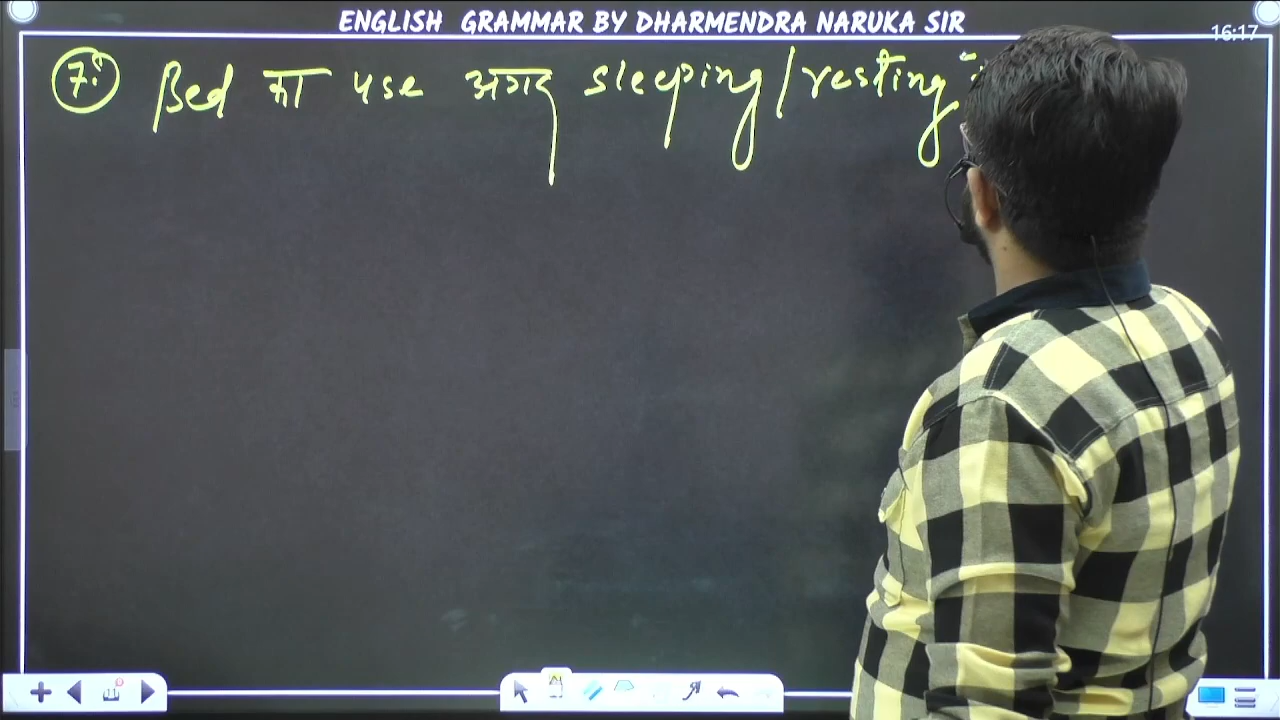 ENGLISH GRAMMAR BY DHARMENDRA NARUKA SIR
16:17
7: Bed का use अगर sleeping/resting